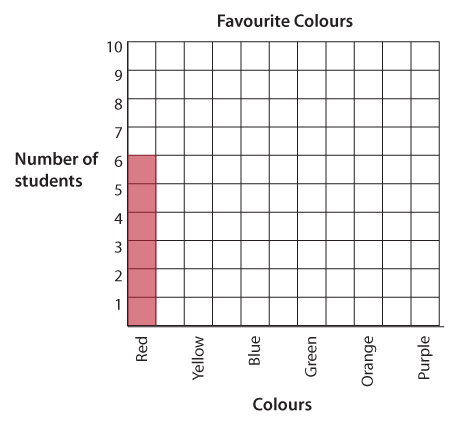 Favourite Colours
10
9
8
7
6
5
4
3
2
1
Number of
students
Red
Yellow
Blue
Green
Orange
Purple
Colours